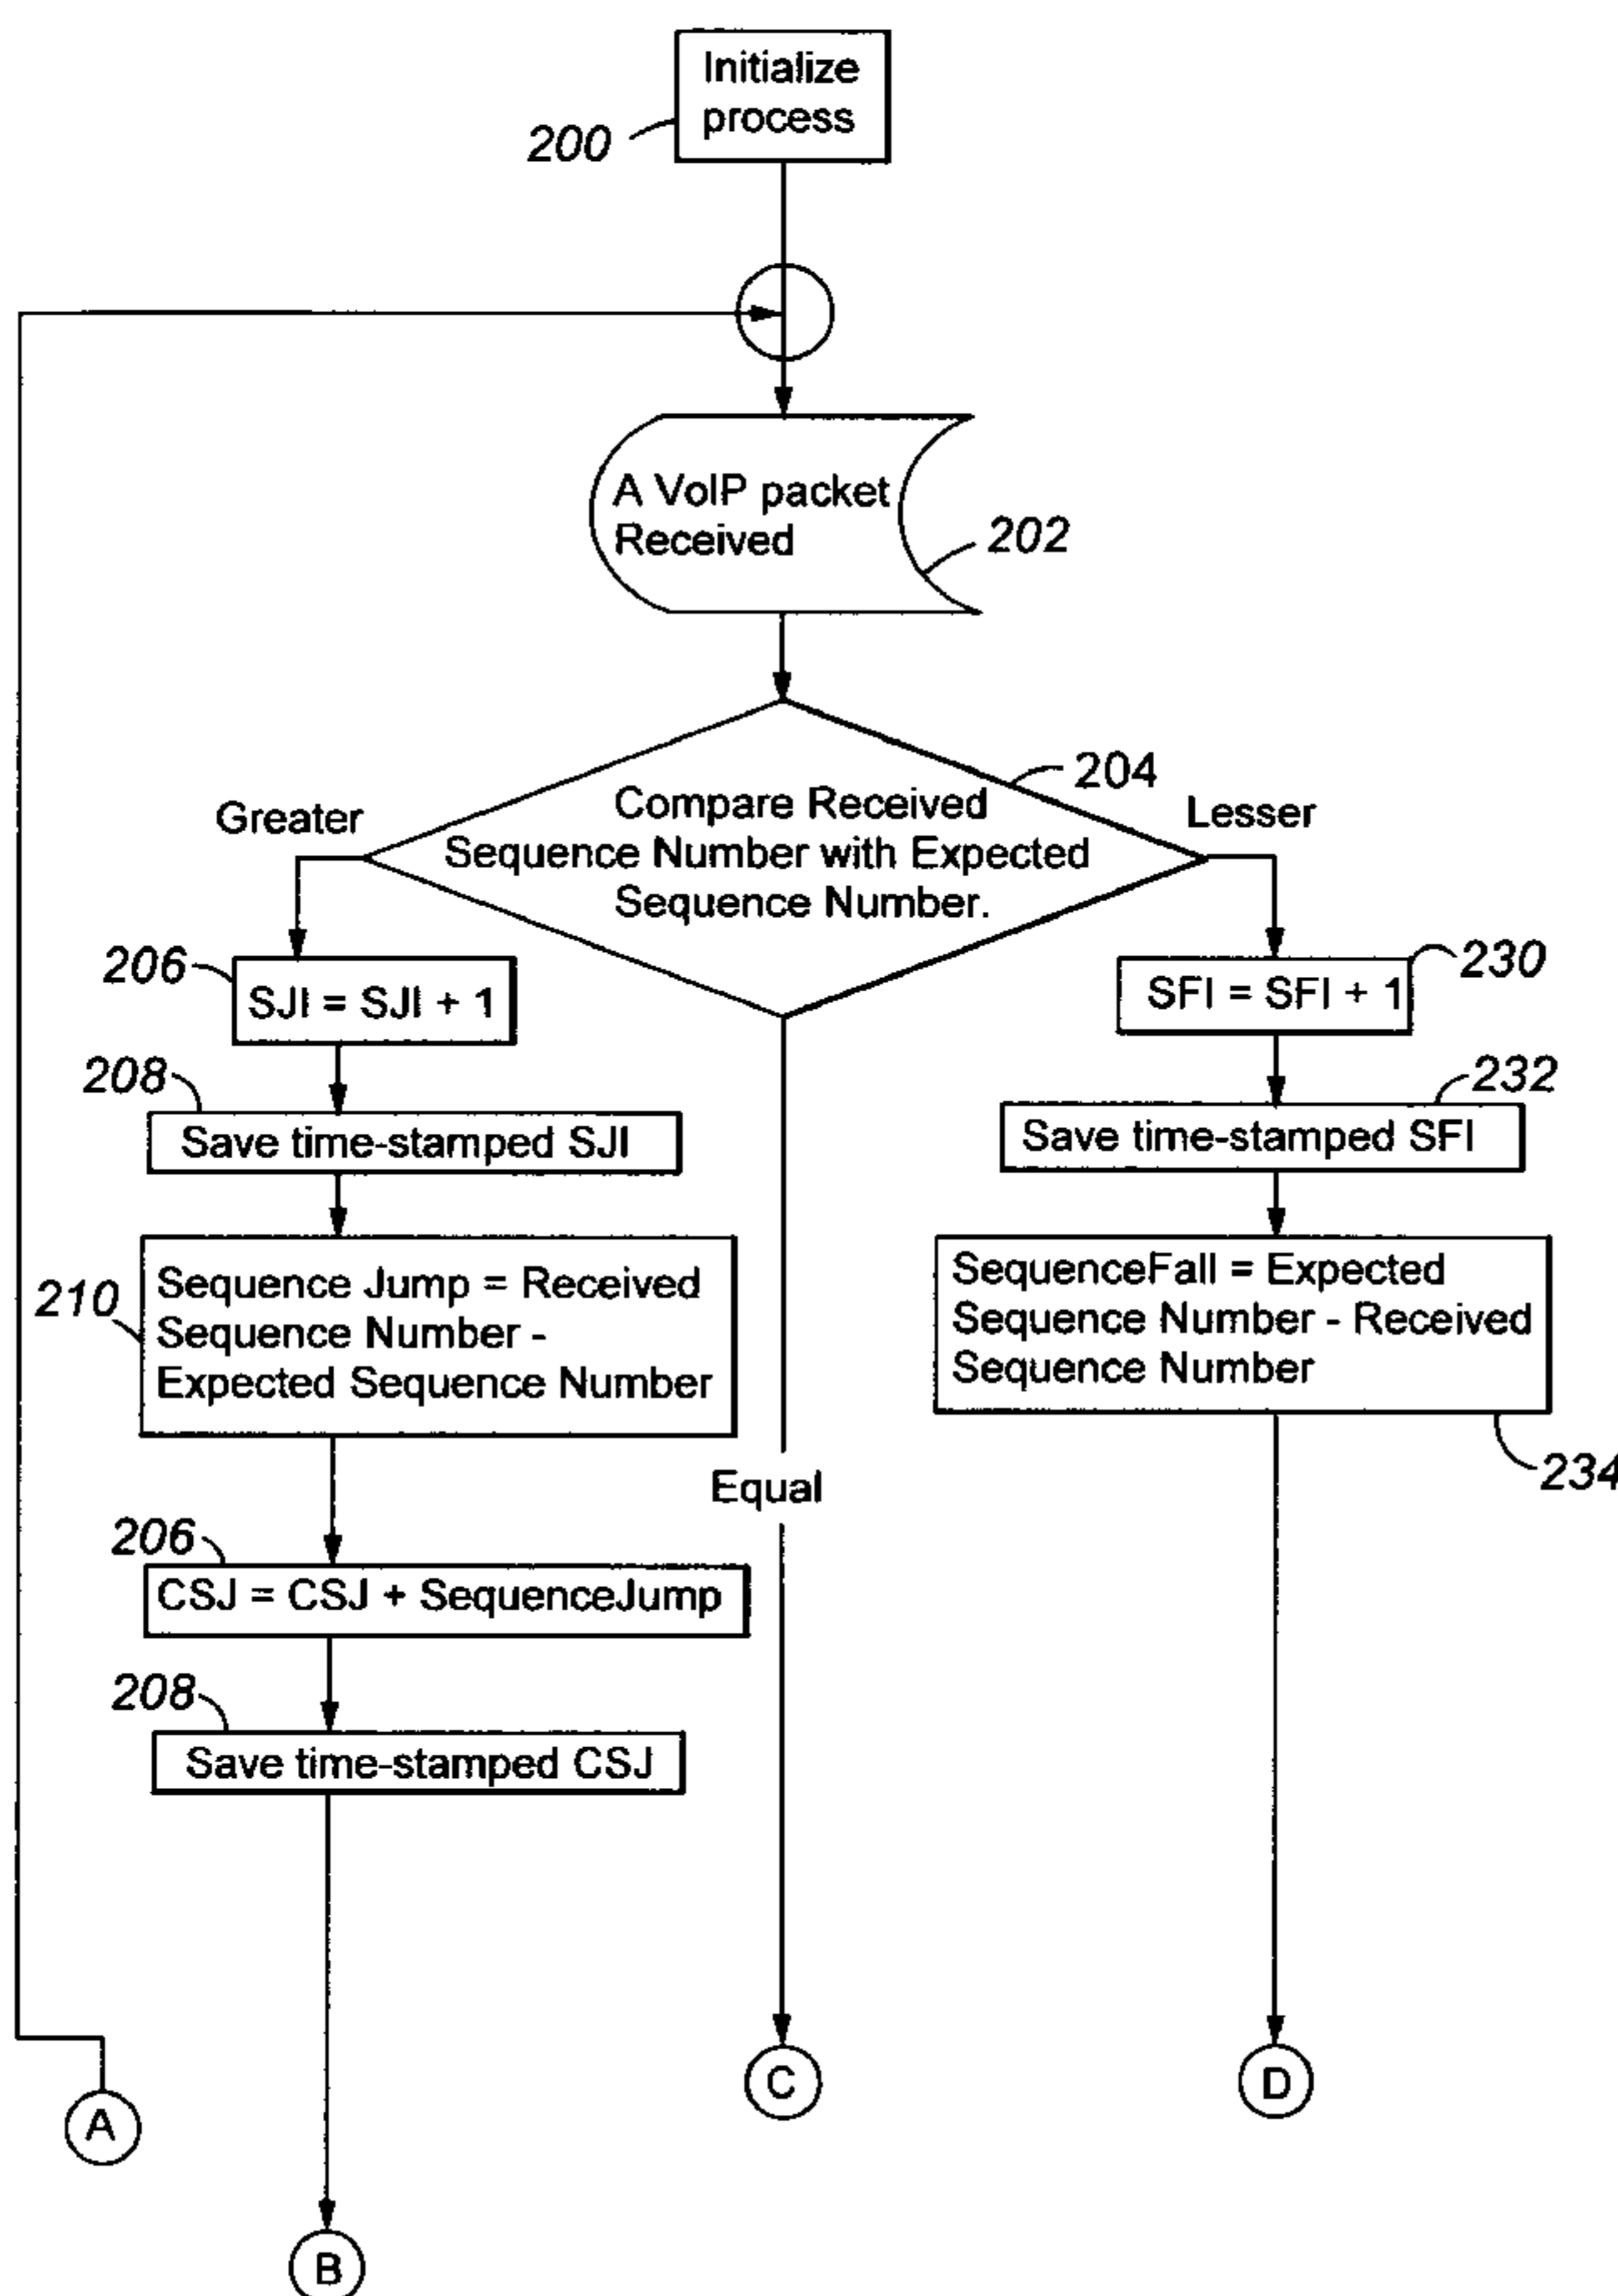 Initialize
process
200
A VoIP packet
Received
202
204
Greater
Compare Received
Sequence Number with Expected
Sequence Number.
Lesser
206
SJI = SJI + 1
230
SFI = SFI + 1
208
Save time-stamped SJI
232
Save time-stamped SFI
210
Sequence Jump = Received
Sequence Number -
Expected Sequence Number
SequenceFall = Expected
Sequence Number - Received
Sequence Number
234
Equal
206
CSJ = CSJ + SequenceJump
208
Save time-stamped CSJ
A
B
C
D